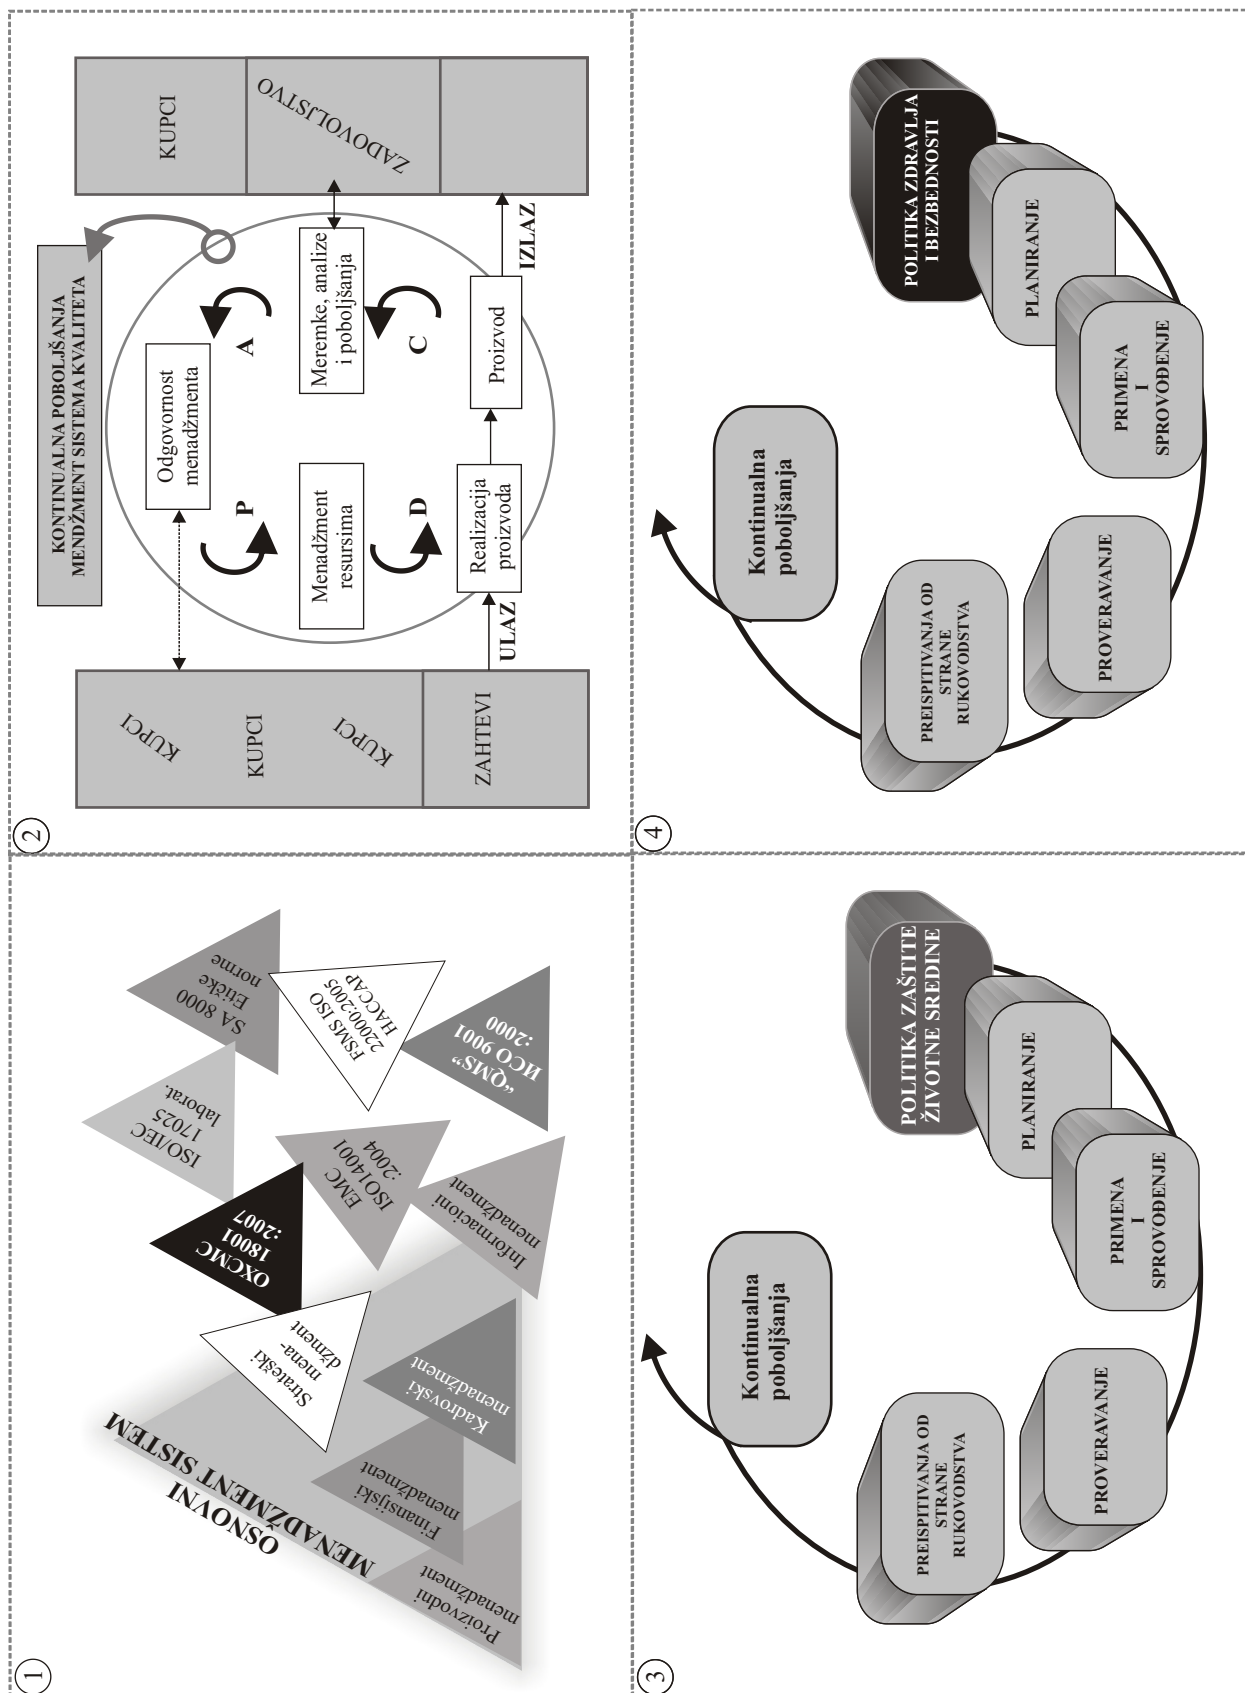 1
OSNOVNI
MENADŽMENT SISTEM
Proizvodni
menadžment
Finansijski
menadžment
Kadrovski
menadžment
Strateški
mena-
džment
Informacioni
menadžment
OXCMC
18001
:2007
EMC
ISO14001
:2004
ISO/IEC
17025
laborat.
SA 8000
Etičke
norme
FSMS ISO
22000:2005
HACCAP
“QMS”
ИСО 9001
:2000
2
KONTINUALNA POBOLJŠANJA
MENDŽMENT SISTEMA KVALITETA
KUPCI
KUPCI
KUPCI
ZAHTEVI
ULAZ
Odgovornost
menadžmenta
P
A
Menadžment
resursima
Meremke, analize
i poboljšanja
D
C
Realizacija
proizvoda
Proizvod
IZLAZ
KUPCI
ZADOVOLJSTVO
3
Kontinualna
poboljšanja
POLITIKA ZAŠTITE
ŽIVOTNE SREDINE
PLANIRANJE
PRIMENA
I
SPROVOĐENJE
PROVERAVANJE
PREISPITIVANJA OD
STRANE
RUKOVODSTVA
4
Kontinualna
poboljšanja
POLITIKA ZDRAVLJA
I BEZBEDNOSTI
PLANIRANJE
PRIMENA
I
SPROVOĐENJE
PROVERAVANJE
PREISPITIVANJA OD
STRANE
RUKOVODSTVA